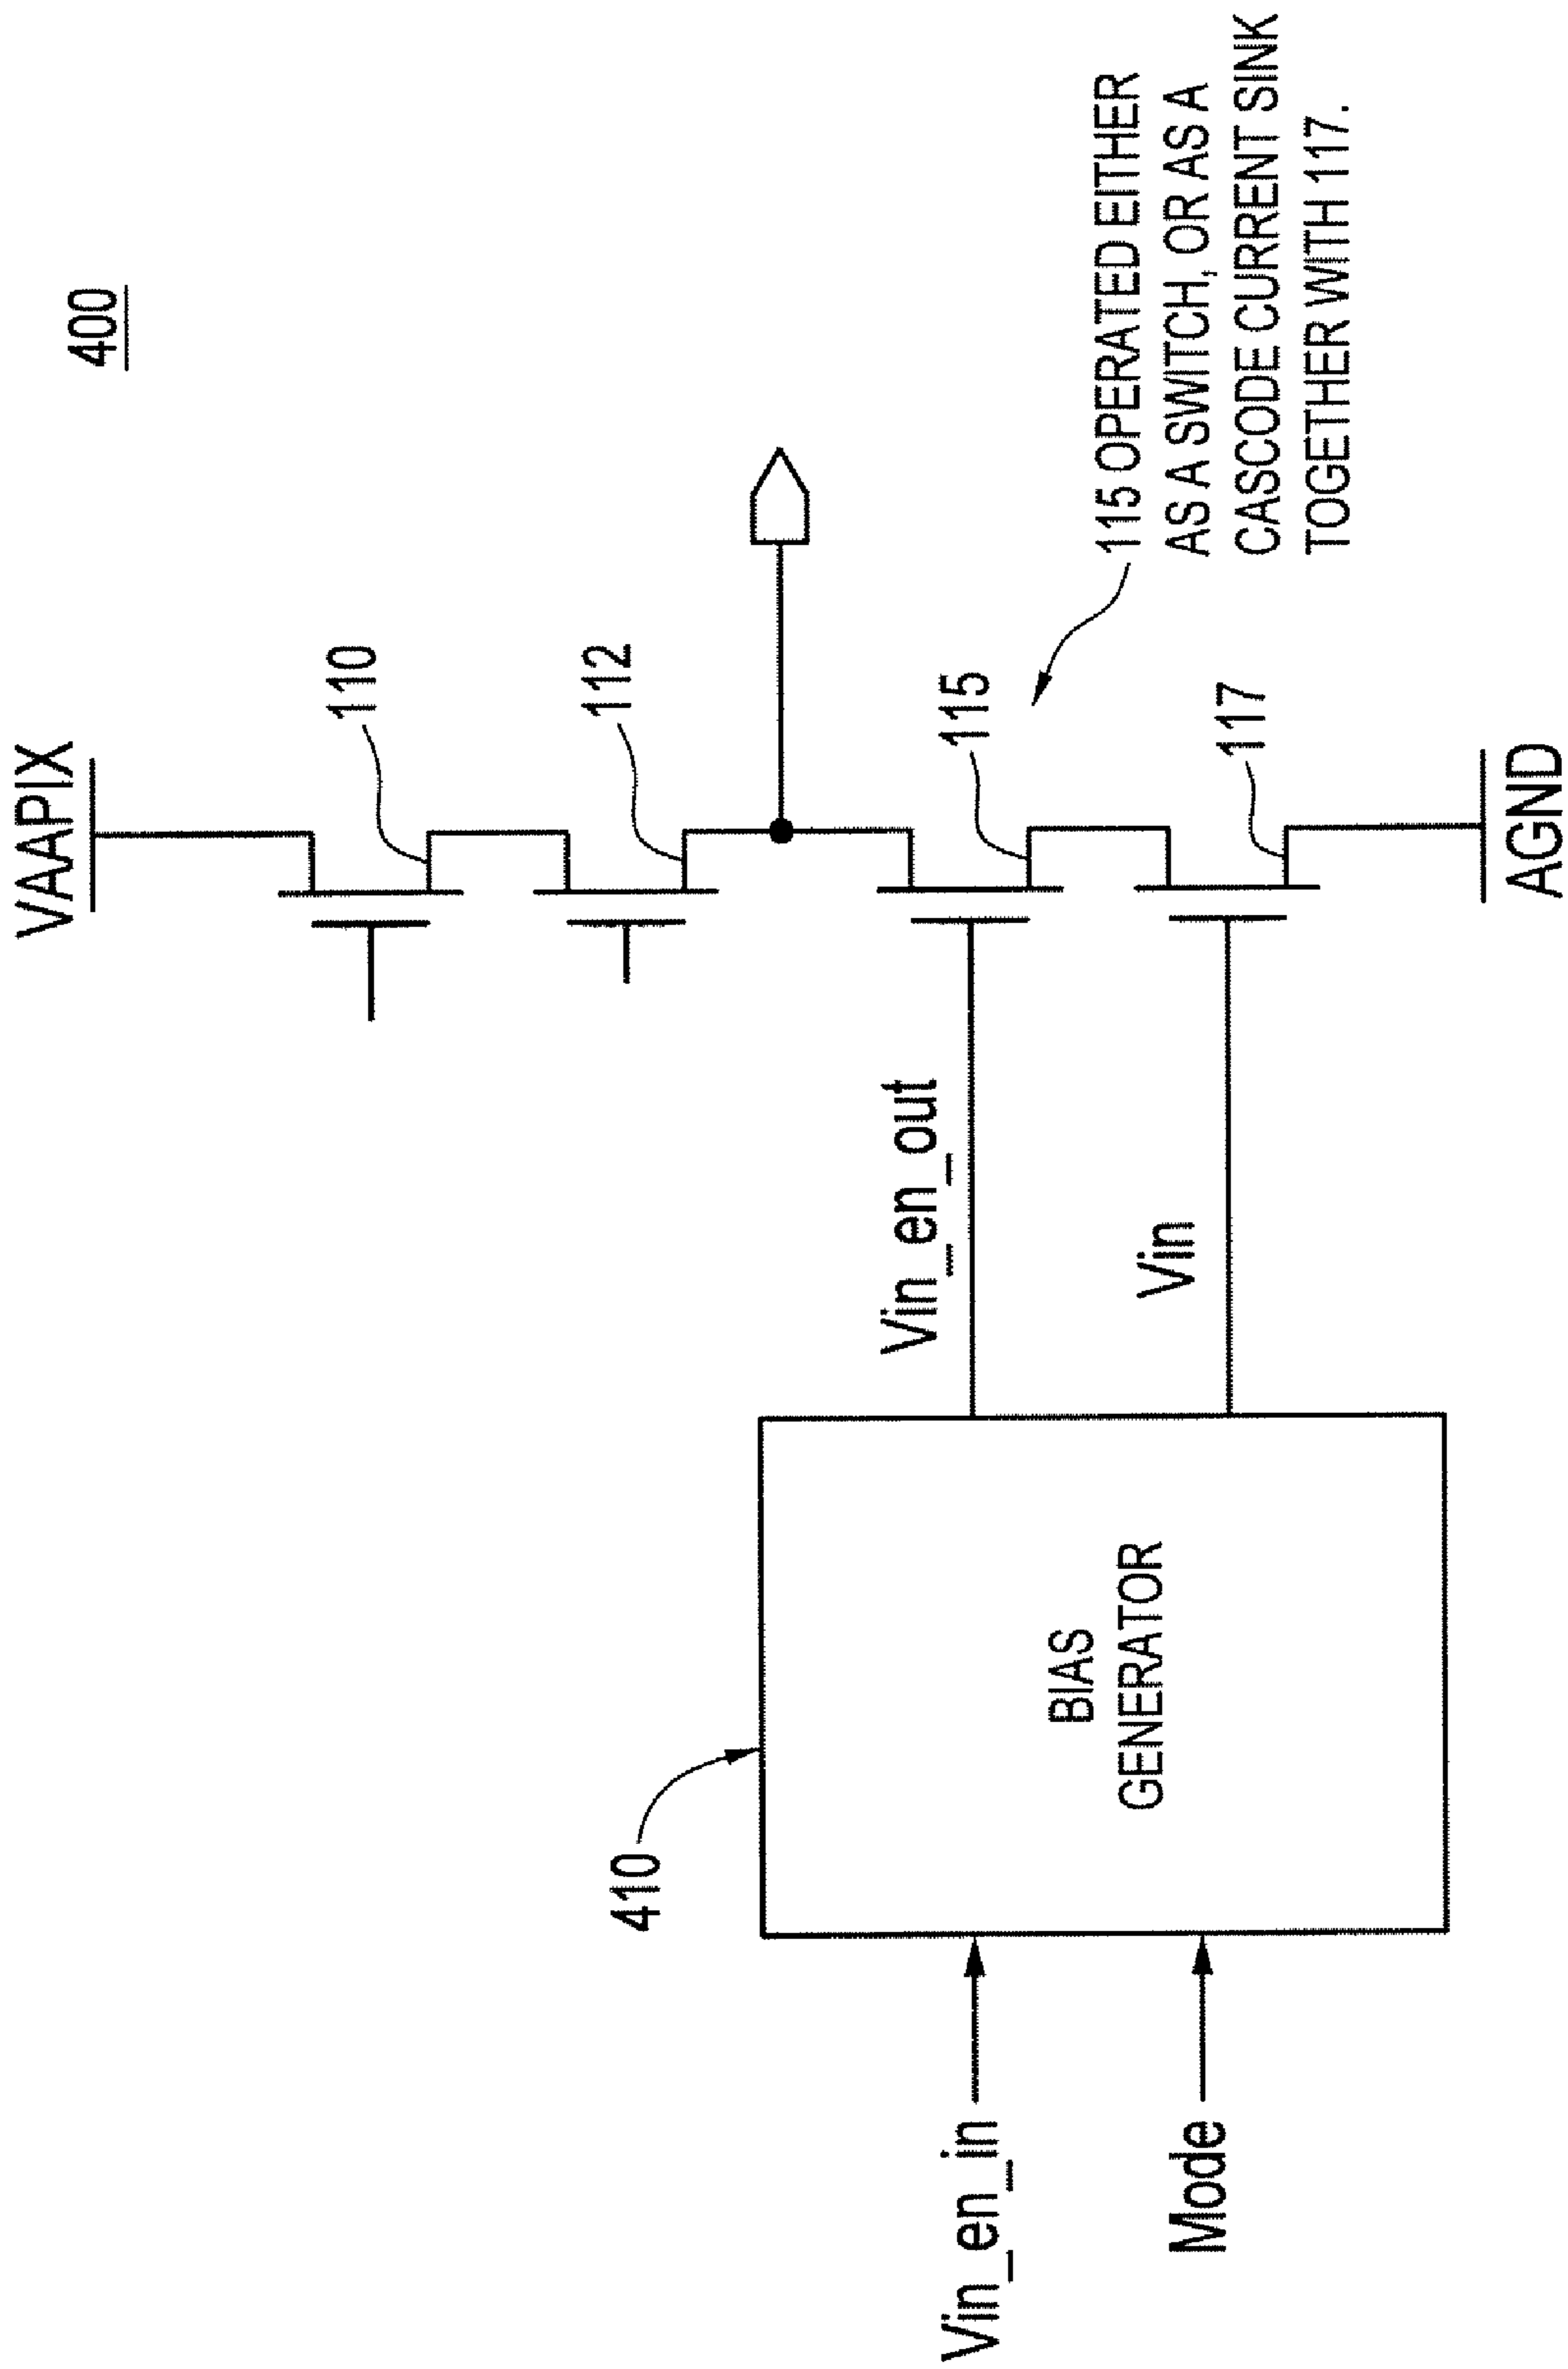 400
VAAPIX
110
112
115
115 OPERATED EITHER
AS A SWITCH, OR AS A
CASCODE CURRENT SINK
TOGETHER WITH 117.
117
AGND
Vin_en_out
Vin
410
BIAS
GENERATOR
Vin_en_in
Mode